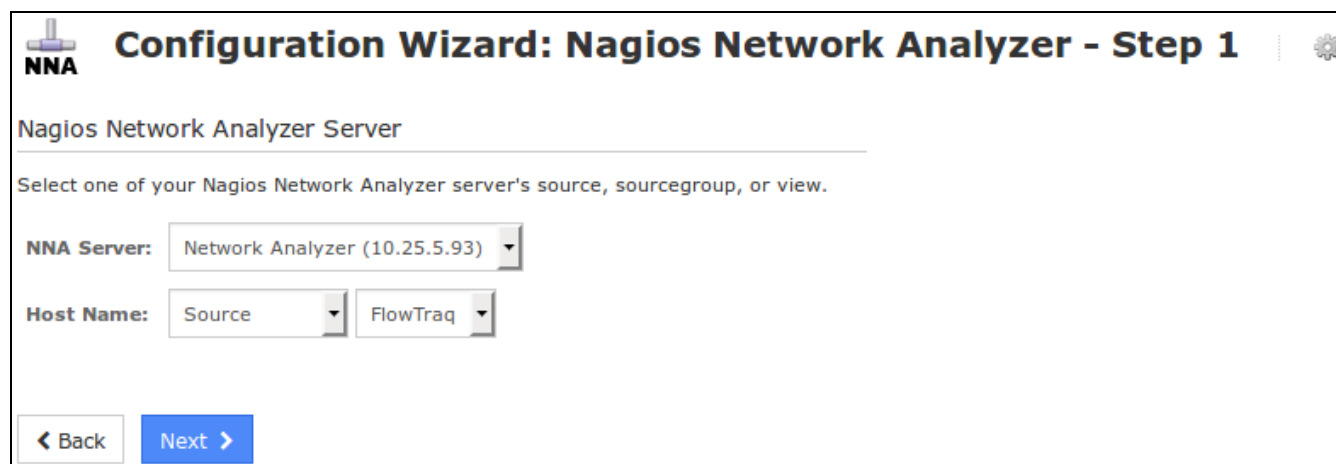 NNA
Configuration Wizard: Nagios Network Analyzer - Step 1
Nagios Network Analyzer Server
Select one of your Nagios Network Analyzer server's source, sourcegroup, or view.
NNA Server: Network Analyzer (10.25.5.93)
Host Name: Source FlowTraq
Back Next